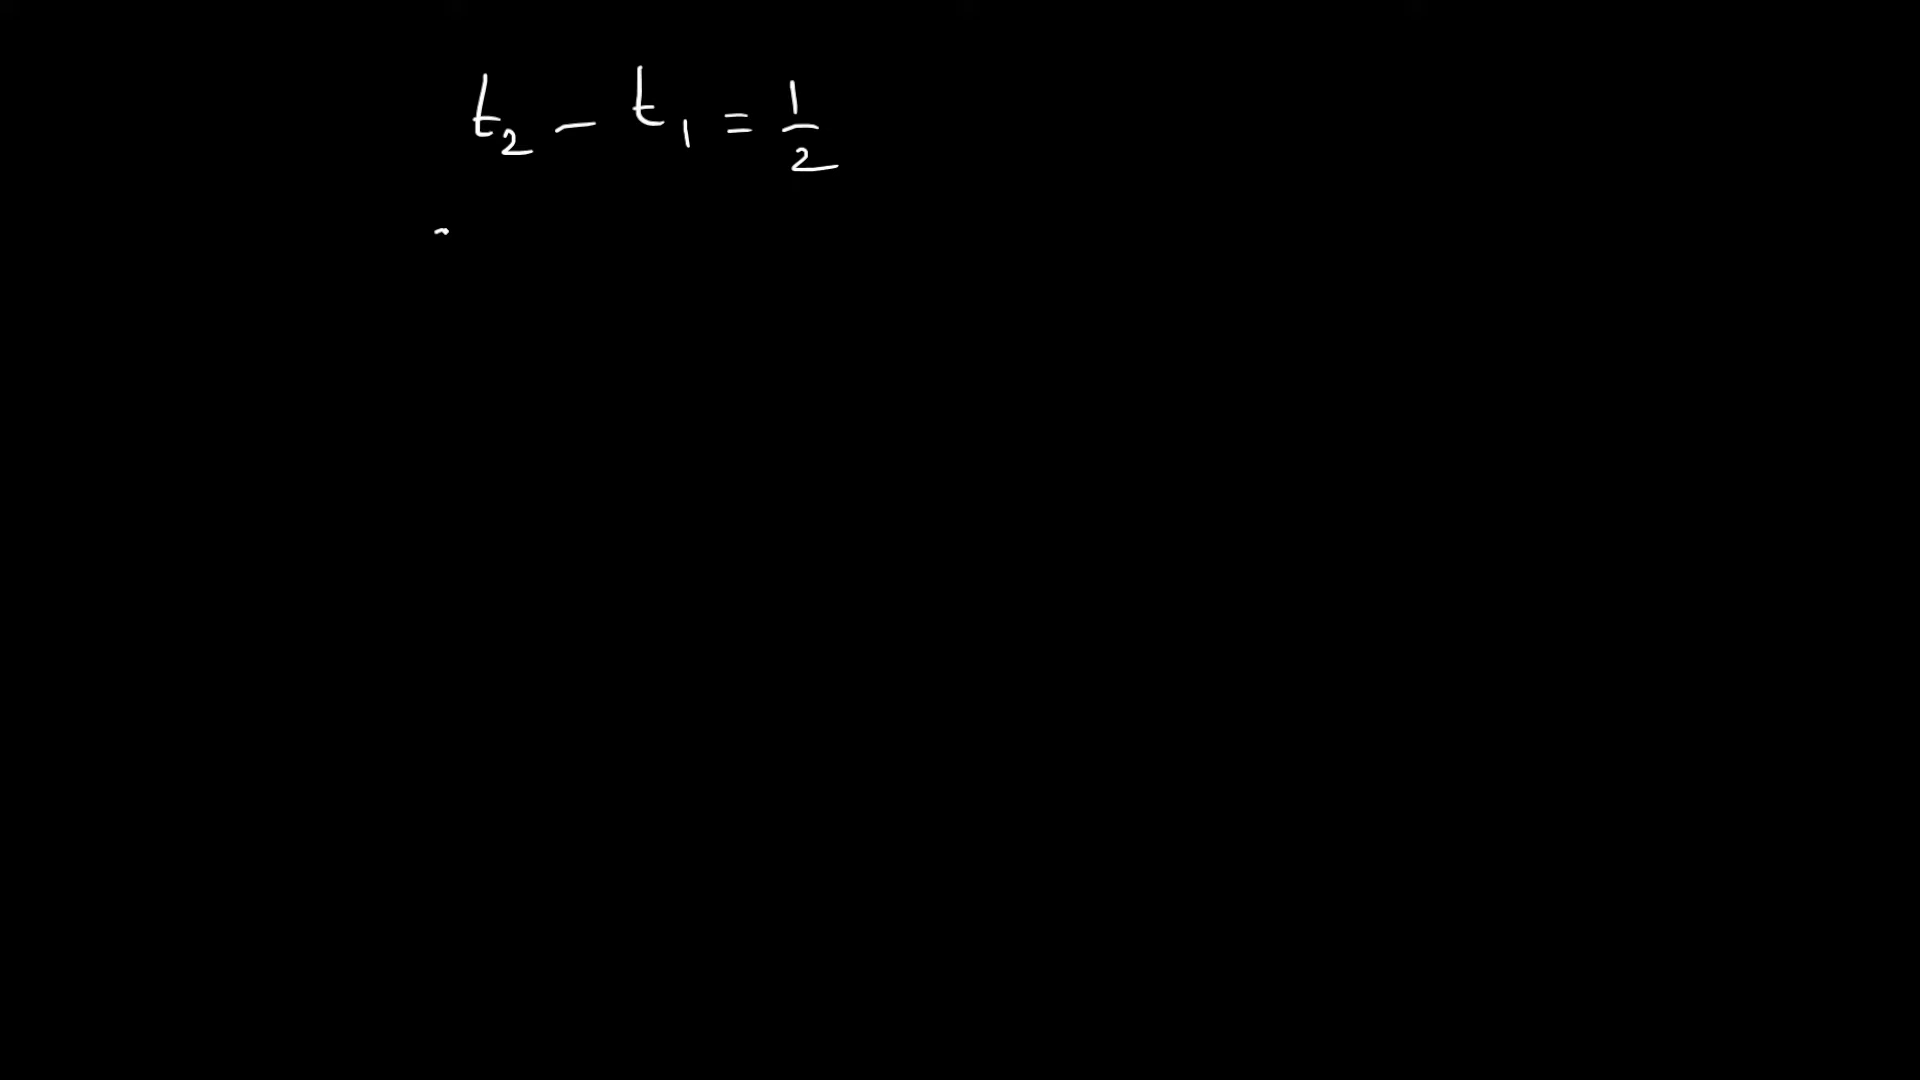 t₂ − t₁ = 1/2